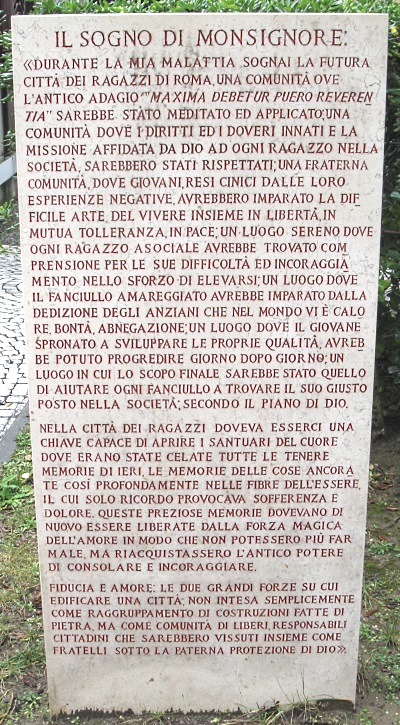 IL SOGNO DI MONSIGNORE:
«DURANTE LA MIA MALATTIA SOGNAI LA FUTURA
CITTÀ DEI RAGAZZI DI ROMA, UNA COMUNITÀ OVE
L'ANTICO ADAGIO "MAXIMA DEBETUR PUERO REVEREN
TIA" SAREBBE STATO MEDITATO ED APPLICATO; UNA
COMUNITÀ DOVE I DIRITTI ED I DOVERI INNATI E LA
MISSIONE AFFIDATA DA DIO AD OGNI RAGAZZO NELLA
SOCIETÀ, SAREBBERO STATI RISPETTATI; UNA FRATERNA
COMUNITÀ, DOVE GIOVANI, RESI CINICI DALLE LORO
ESPERIENZE NEGATIVE, AVREBBERO IMPARATO LA DIF
FICILE ARTE DEL VIVERE INSIEME IN LIBERTÀ, IN
MUTUA TOLLERANZA, IN PACE; UN LUOGO SERENO DOVE
OGNI RAGAZZO ASOCIALE AVREBBE TROVATO COM
PRENSIONE PER LE SUE DIFFICOLTÀ ED INCORAGGIA
MENTO NELLO SFORZO DI ELEVARSI; UN LUOGO DOVE
IL FANCIULLO AMAREGGIATO AVREBBE IMPARATO DALLA
DEDIZIONE DEGLI ANZIANI CHE NEL MONDO VI È CALO
RE, BONTÀ, ABNEGAZIONE; UN LUOGO DOVE IL GIOVANE
SPRONATO A SVILUPPARE LE PROPRIE QUALITÀ, AVREB
BE POTUTO PROGREDIRE GIORNO DOPO GIORNO; UN
LUOGO IN CUI LO SCOPO FINALE SAREBBE STATO QUELLO
DI AIUTARE OGNI FANCIULLO A TROVARE IL SUO GIUSTO
POSTO NELLA SOCIETÀ, SECONDO IL PIANO DI DIO.
NELLA CITTÀ DEI RAGAZZI DOVEVA ESSERCI UNA
CHIAVE CAPACE DI APRIRE I SANTUARI DEL CUORE
DOVE ERANO STATE CELATE TUTTE LE TENERE
MEMORIE DI IERI, LE MEMORIE DELLE COSE ANCORA
TE COSÌ PROFONDAMENTE NELLE FIBRE DELL'ESSERE,
IL CUI SOLO RICORDO PROVOCAVA SOFFERENZA E
DOLORE. QUESTE PREZIOSE MEMORIE DOVEVANO DI
NUOVO ESSERE LIBERATE DALLA FORZA MAGICA
DELL'AMORE IN MODO CHE NON POTESSERO PIÙ FAR
MALE, MA RIACQUISTASSERO L'ANTICO POTERE
DI CONSOLARE E INCORAGGIARE.
FIDUCIA E AMORE: LE DUE GRANDI FORZE SU CUI
EDIFICARE UNA CITTÀ, NON INTESA SEMPLICEMENTE
COME RAGGRUPPAMENTO DI COSTRUZIONI FATTE DI
PIETRA, MA COME COMUNITÀ DI LIBERI, RESPONSABILI
CITTADINI CHE SAREBBERO VISSUTI INSIEME COME
FRATELLI SOTTO LA PATERNA PROTEZIONE DI DIO».